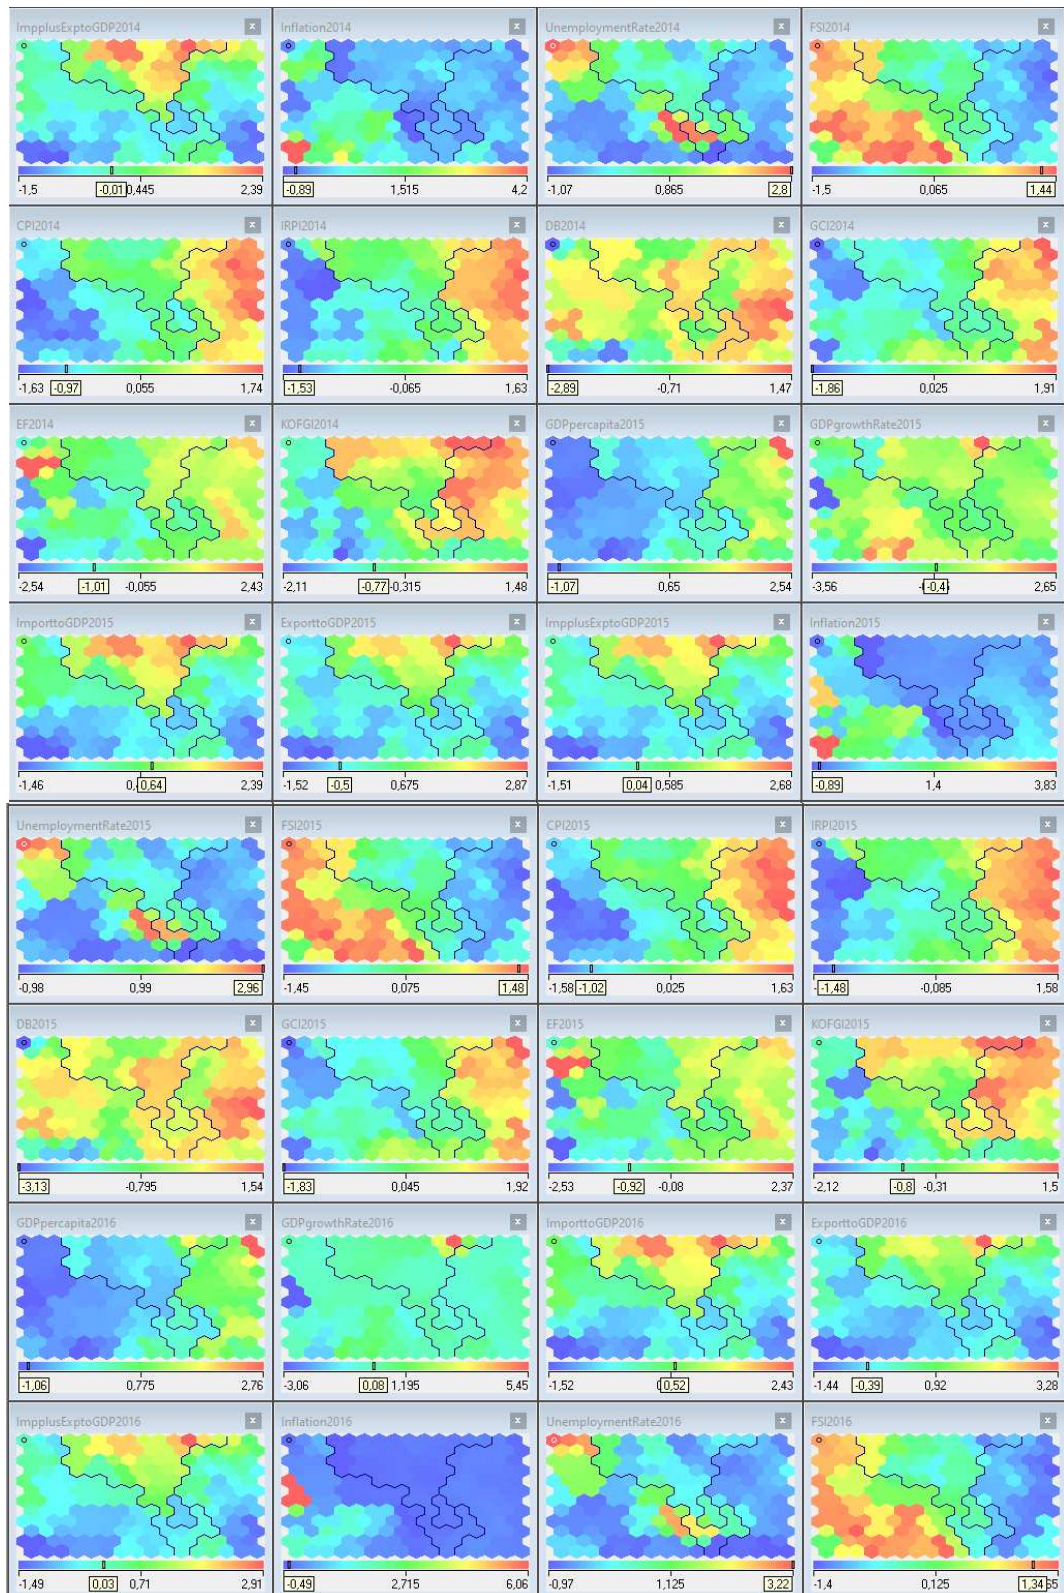 ImpplusExptoGDP2014 x Inflation2014 x UnemploymentRate2014 x FSI2014 x
-1,5 -0,01 0,445 2,39 -0,89 1,515 4,2 -1,07 0,865 2,8 -1,5 0,065 1,44
CPI2014 x IRPI2014 x DB2014 x GCI2014 x
-1,63 -0,97 0,055 1,74 -1,53 -0,065 1,63 -2,89 -0,71 1,47 -1,86 0,025 1,91
EF2014 x KOFGI2014 x GDPpercapita2015 x GDPgrowthRate2015 x
-2,54 -1,01 -0,055 2,43 -2,11 -0,77 -0,315 1,48 -1,07 0,65 2,54 -3,56 -0,4 2,65
ImporttoGDP2015 x ExporttoGDP2015 x ImpplusExptoGDP2015 x Inflation2015 x
-1,46 0,64 2,39 -1,52 -0,5 0,675 2,87 -1,51 0,04 0,585 2,68 -0,89 1,4 3,83
UnemploymentRate2015 x FSI2015 x CPI2015 x IRPI2015 x
-0,98 0,99 2,96 -1,45 0,075 1,48 -1,58 -1,02 0,025 1,63 -1,48 -0,085 1,58
DB2015 x GCI2015 x EF2015 x KOFGI2015 x
-3,13 -0,795 1,54 -1,83 0,045 1,92 -2,53 -0,92 -0,08 2,37 -2,12 -0,8 -0,31 1,5
GDPpercapita2016 x GDPgrowthRate2016 x ImporttoGDP2016 x ExporttoGDP2016 x
-1,06 0,775 2,76 -3,06 0,08 1,195 5,45 -1,52 0,52 2,43 -1,44 -0,39 0,92 3,28
ImpplusExptoGDP2016 x Inflation2016 x UnemploymentRate2016 x FSI2016 x
-1,49 0,03 0,71 2,91 -0,49 2,715 6,06 -0,97 1,125 3,22 -1,4 0,125 1,34